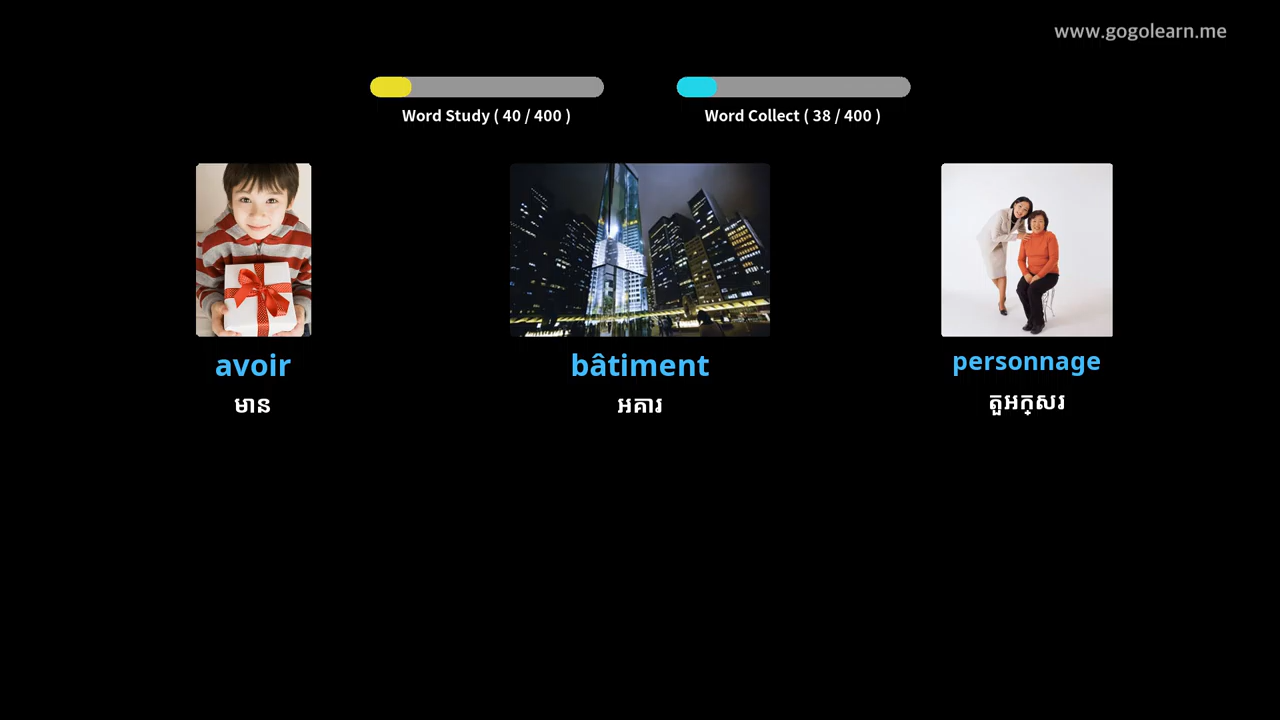 www.gogolearn.me
Word Study ( 40 / 400 )
Word Collect ( 38 / 400 )
avoir
bâtiment
personnage
មាន
អគារ
តួអក្សរ